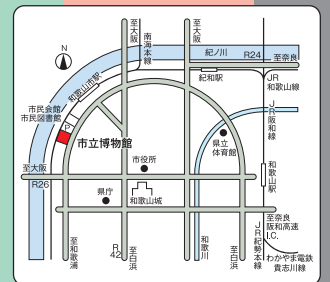 至大阪
南海本線
至大阪
紀ノ川
R24
至奈良
N
和歌山市駅
紀和駅
JR
和歌山線
市民会館
市民図書館
P
JR阪和線
市立博物館
県立
体育館
市役所
至大阪
R26
和歌山駅
県庁
和歌山城
至奈良
阪和高速
I.C.
至和歌浦
R
42
至白浜
和歌川
至白浜
JR紀勢本線
わかやま電鉄
貴志川線